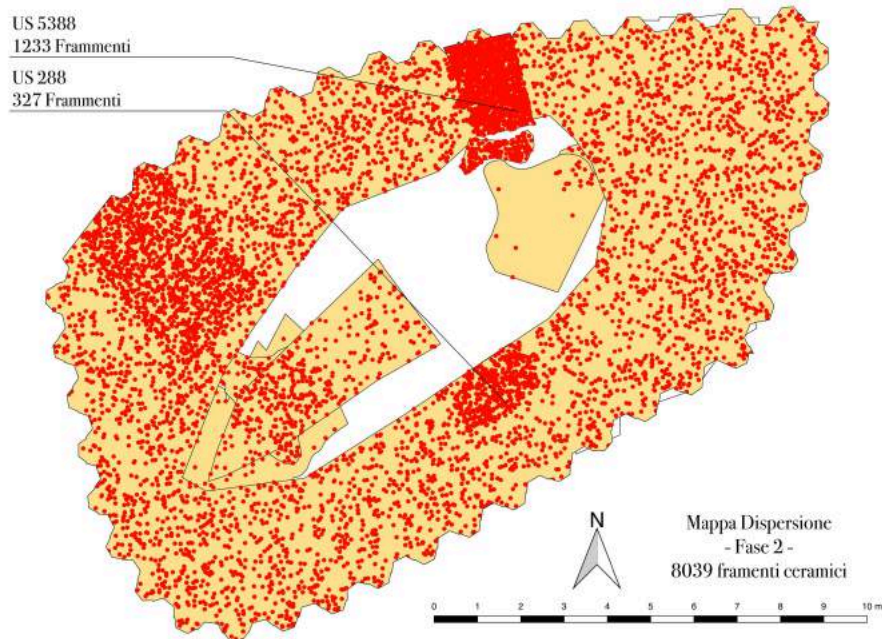 US 5388
1233 Frammenti
US 288
327 Frammenti
N
Mappa Dispersione
- Fase 2 -
8039 framenti ceramici
0 1 2 3 4 5 6 7 8 9 10 m